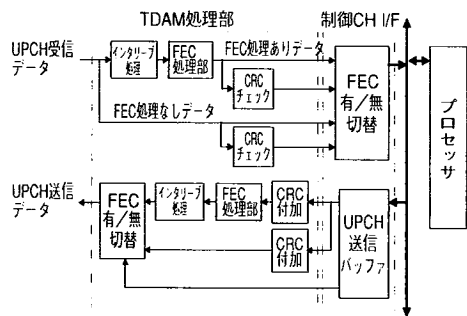 TDAM処理部
制御CH I/F
UPCH受信
データ
インタリーブ
処理
FEC
処理部
FEC処理ありデータ
CRC
チェック
FEC処理なしデータ
CRC
チェック
FEC
有/無
切替
プロセッサ
UPCH送信
データ
FEC
有/無
切替
インタリーブ
処理
FEC
処理部
CRC
付加
CRC
付加
UPCH
送信
バッファ